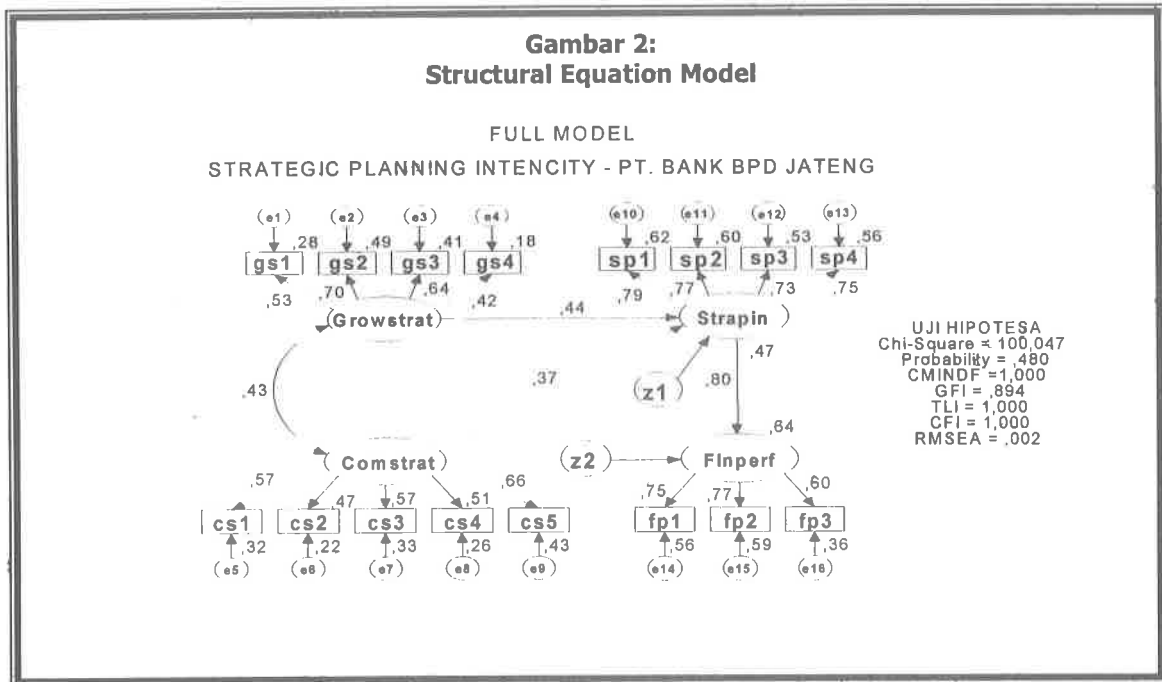 Gambar 2:
Structural Equation Model
FULL MODEL
STRATEGIC PLANNING INTENCITY - PT. BANK BPD JATENG
e1 e2 e3 e4 e10 e11 e12 e13
,28 ,49 ,41 ,18 ,62 ,60 ,53 ,56
gs1 gs2 gs3 gs4 sp1 sp2 sp3 sp4
,53 ,70 ,64 ,42 ,79 ,77 ,73 ,75
Growstrat ,44 Strapin
,47
UJI HIPOTESA
Chi-Square = 100,047
Probability = ,480
CMINDF =1,000
GFI = ,894
TLI = 1,000
CFI = 1,000
RMSEA = ,002
,43 ,37 z1 ,80
,64
Comstrat z2 Finperf
,57 ,47 ,57 ,51 ,66 ,75 ,77 ,60
cs1 cs2 cs3 cs4 cs5 fp1 fp2 fp3
,32 ,22 ,33 ,26 ,43 ,56 ,59 ,36
e5 e6 e7 e8 e9 e14 e15 e16